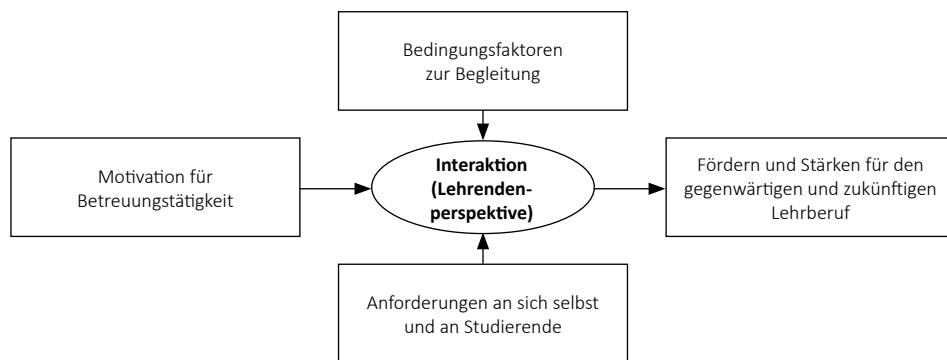 Bedingungsfaktoren
zur Begleitung
Motivation für
Betreuungstätigkeit
Interaktion
(Lehrenden-
perspektive)
Fördern und Stärken für den
gegenwärtigen und zukünftigen
Lehrberuf
Anforderungen an sich selbst
und an Studierende